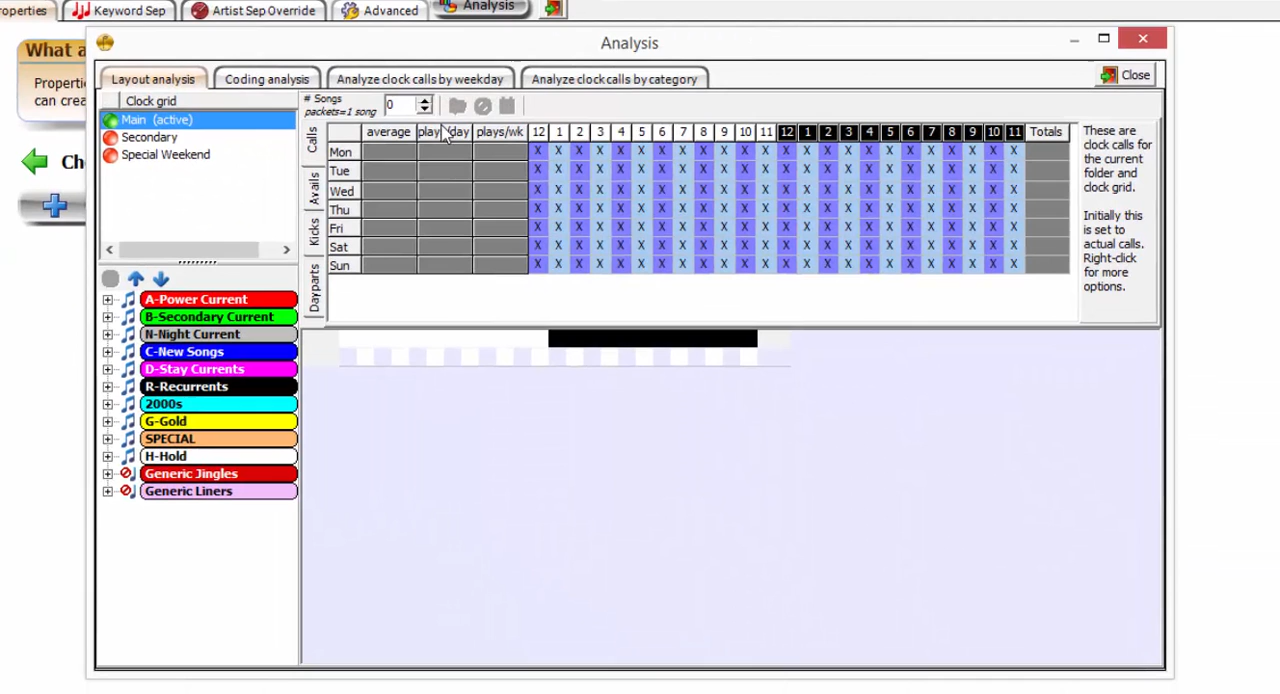 roperties Keyword Sep Artist Sep Override Advanced Analysis
What a
Properti
can crea
Ch
Analysis
Layout analysis Coding analysis Analyze clock calls by weekday Analyze clock calls by category Close
Clock grid
Main (active)
Secondary
Special Weekend
# Songs
packets=1 song
0
Calls
Avails
Kicks
Dayparts
average plays/day plays/wk 12 1 2 3 4 5 6 7 8 9 10 11 12 1 2 3 4 5 6 7 8 9 10 11 Totals
Mon X X X X X X X X X X X X X X X X X X X X X X X X
Tue X X X X X X X X X X X X X X X X X X X X X X X X
Wed X X X X X X X X X X X X X X X X X X X X X X X X
Thu X X X X X X X X X X X X X X X X X X X X X X X X
Fri X X X X X X X X X X X X X X X X X X X X X X X X
Sat X X X X X X X X X X X X X X X X X X X X X X X X
Sun X X X X X X X X X X X X X X X X X X X X X X X X
These are
clock calls for
the current
folder and
clock grid.
Initially this
is set to
actual calls.
Right-click
for more
options.
A-Power Current
B-Secondary Current
N-Night Current
C-New Songs
D-Stay Currents
R-Recurrents
2000s
G-Gold
SPECIAL
H-Hold
Generic Jingles
Generic Liners